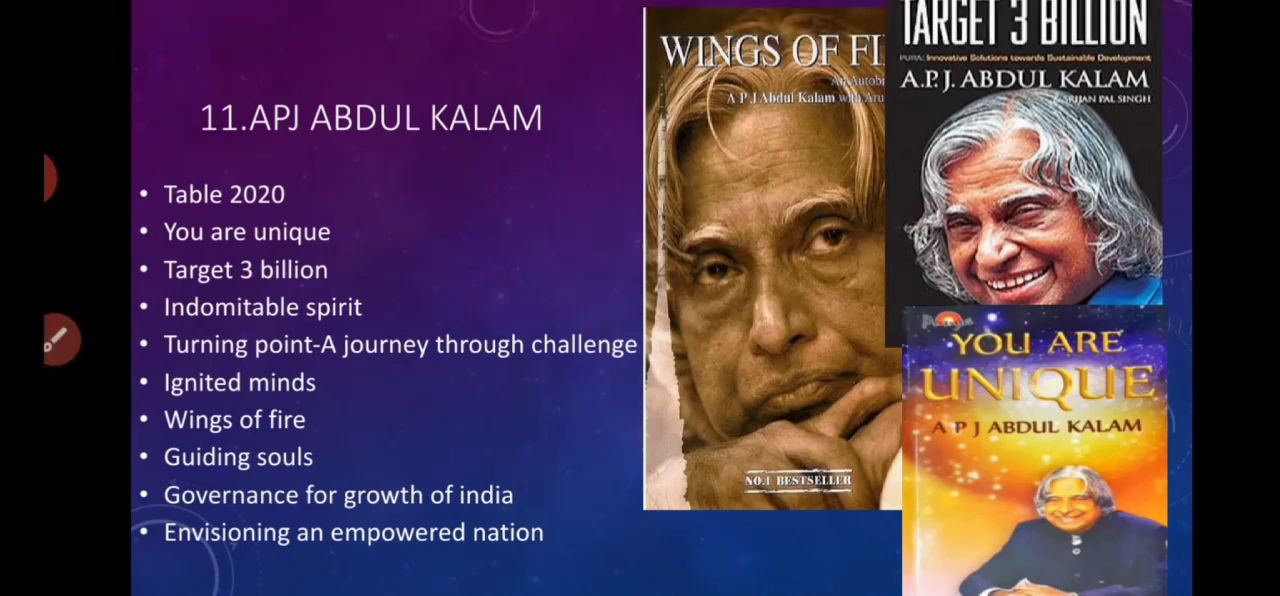 11.APJ ABDUL KALAM
• Table 2020
• You are unique
• Target 3 billion
• Indomitable spirit
• Turning point-A journey through challenge
• Ignited minds
• Wings of fire
• Guiding souls
• Governance for growth of india
• Envisioning an empowered nation
WINGS OF FI
An Autobi
A P J Abdul Kalam with Aru
NO.1 BESTSELLER
TARGET 3 BILLION
PURA: Innovative Solutions towards Sustainable Development
A.P.J. ABDUL KALAM
SRIJAN PAL SINGH
YOU ARE
UNIQUE
A P J ABDUL KALAM